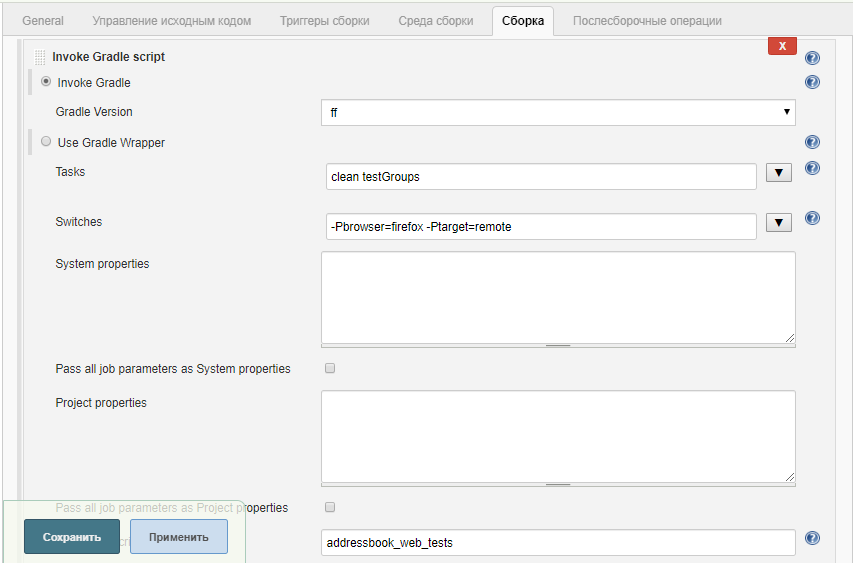 General Управление исходным кодом Триггеры сборки Среда сборки Сборка Послесборочные операции
Invoke Gradle script X
Invoke Gradle
Gradle Version ff
Use Gradle Wrapper
Tasks clean testGroups
Switches -Pbrowser=firefox -Ptarget=remote
System properties
Pass all job parameters as System properties
Project properties
Pass all job parameters as Project properties
Сохранить Применить addressbook_web_tests